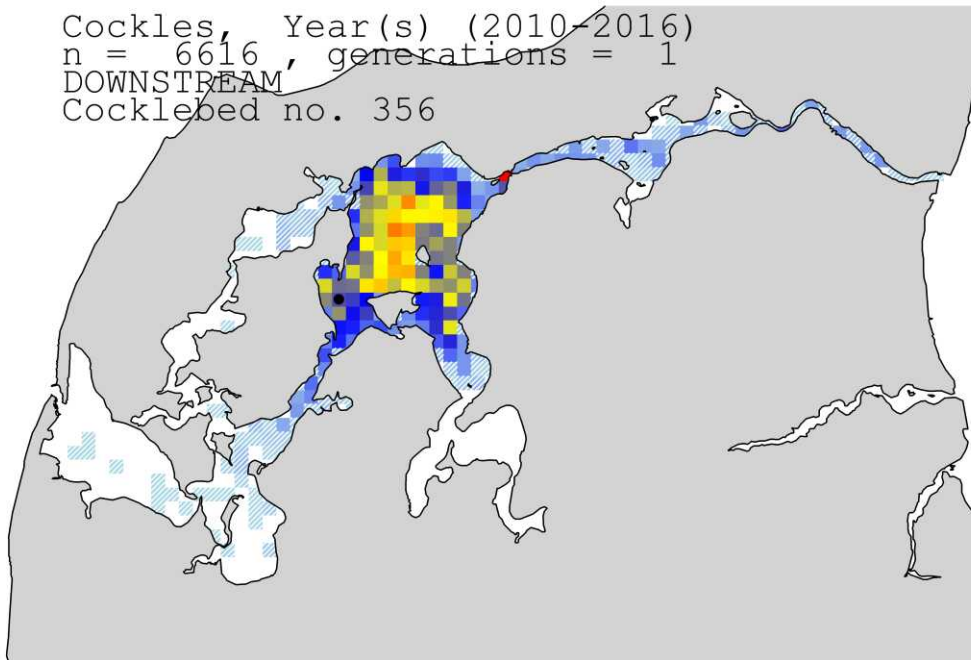 Cockles, Year(s) (2010-2016)
n = 6616 , generations = 1
DOWNSTREAM
Cocklebed no. 356